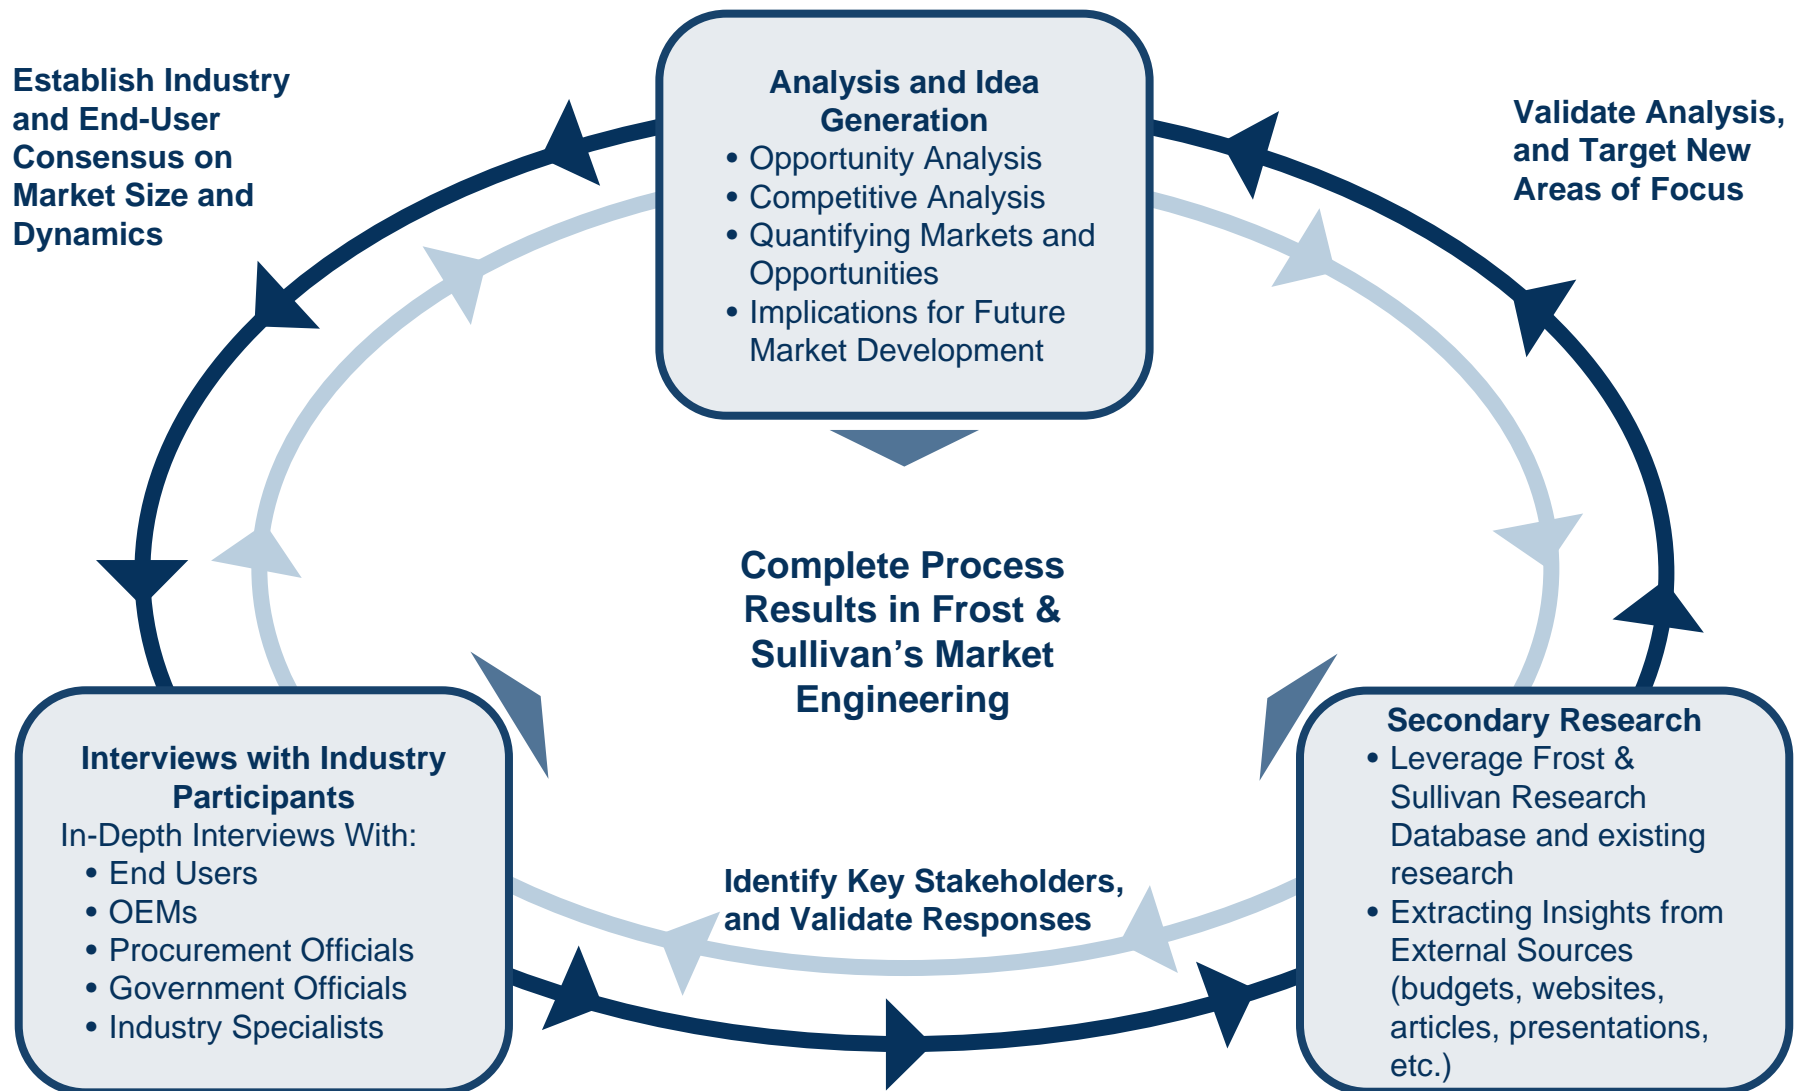 Establish Industry
and End-User
Consensus on
Market Size and
Dynamics
Analysis and Idea
Generation
• Opportunity Analysis
• Competitive Analysis
• Quantifying Markets and
Opportunities
• Implications for Future
Market Development
Validate Analysis,
and Target New
Areas of Focus
Complete Process
Results in Frost &
Sullivan’s Market
Engineering
Interviews with Industry
Participants
In-Depth Interviews With:
• End Users
• OEMs
• Procurement Officials
• Government Officials
• Industry Specialists
Identify Key Stakeholders,
and Validate Responses
Secondary Research
• Leverage Frost &
Sullivan Research
Database and existing
research
• Extracting Insights from
External Sources
(budgets, websites,
articles, presentations,
etc.)